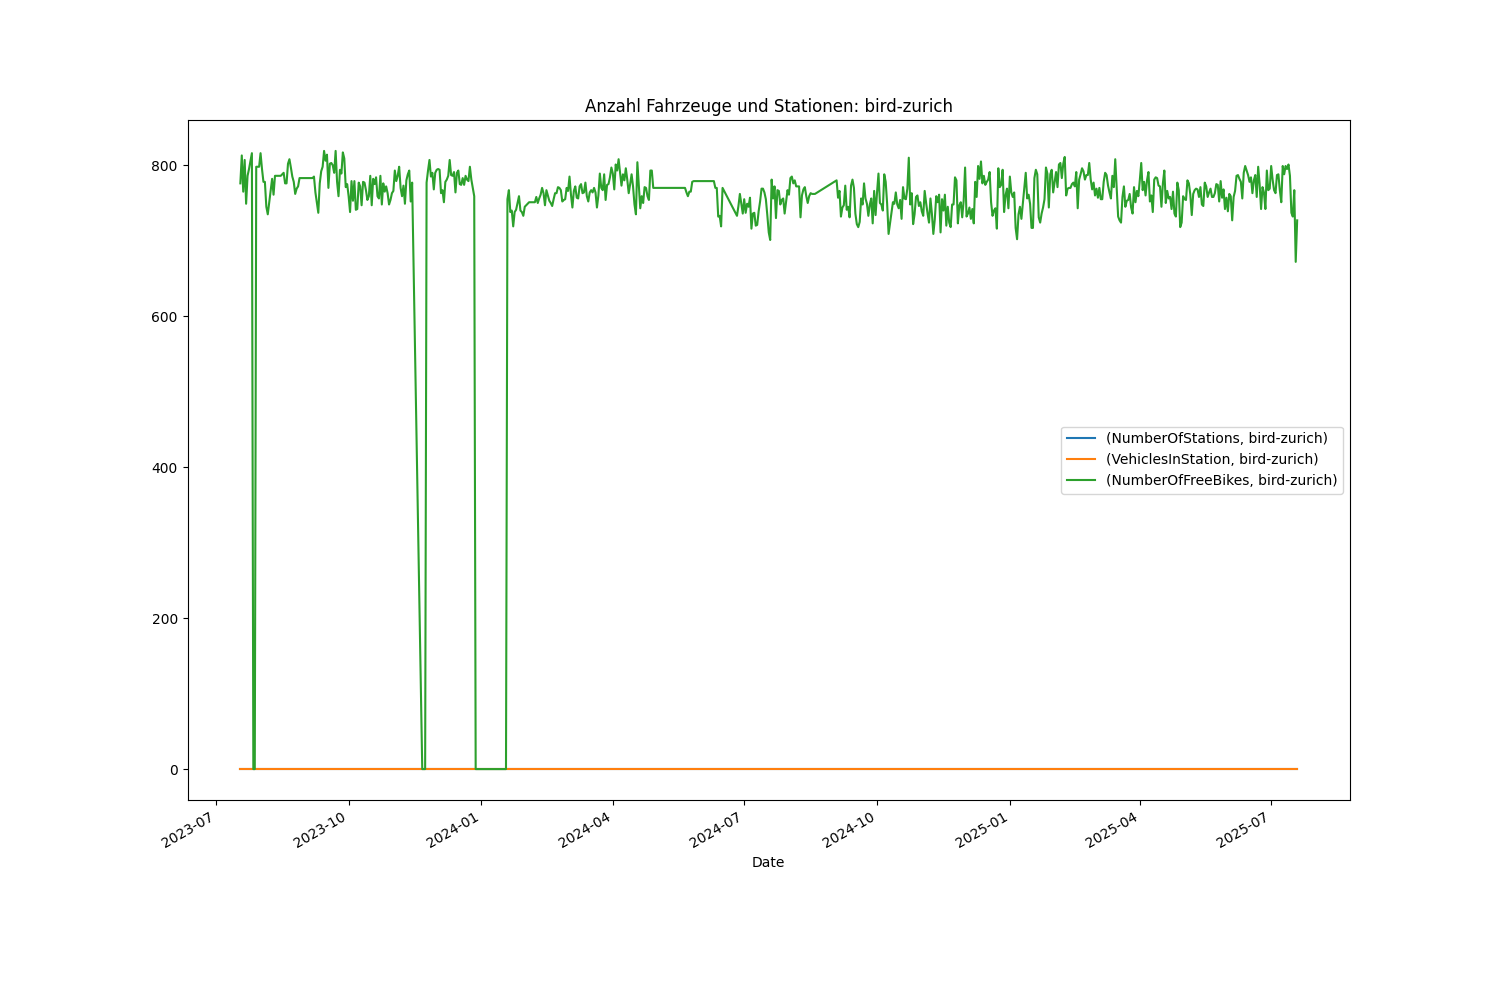 Anzahl Fahrzeuge und Stationen: bird-zurich
800
600
400
200
0
(NumberOfStations, bird-zurich)
(VehiclesInStation, bird-zurich)
(NumberOfFreeBikes, bird-zurich)
2023-07
2023-10
2024-01
2024-04
2024-07
2024-10
2025-01
2025-04
2025-07
Date